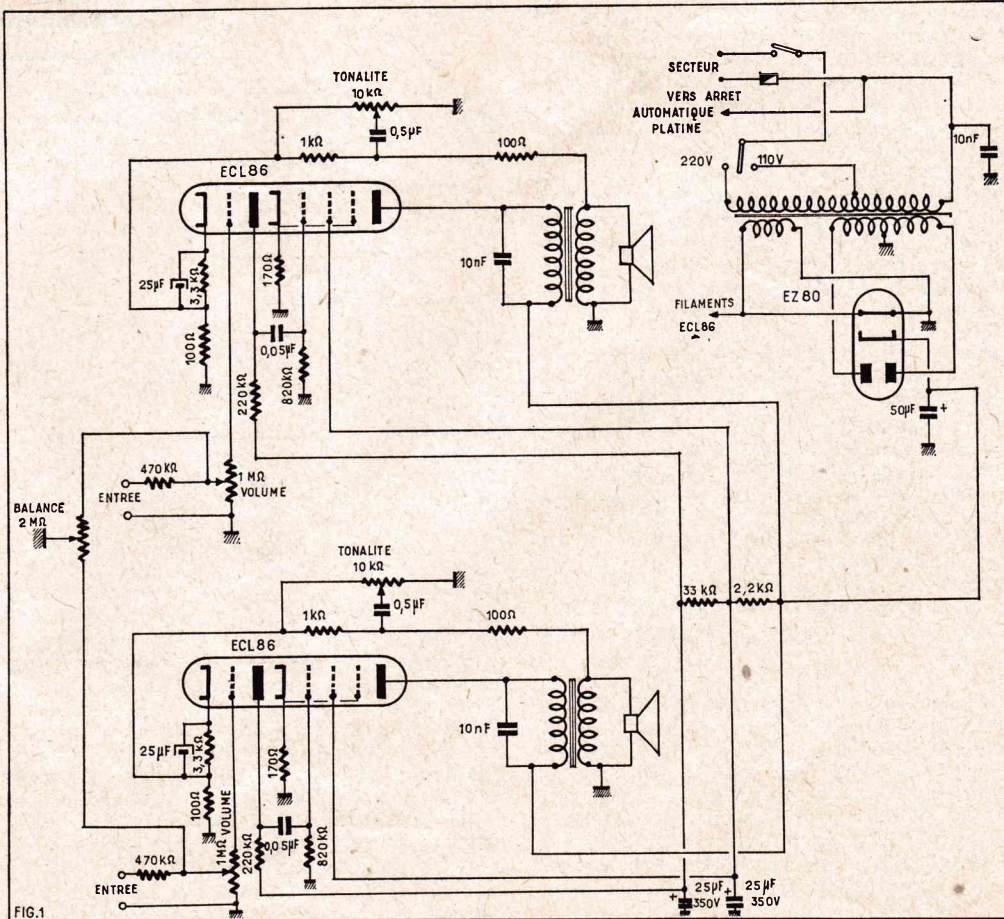 SECTEUR
VERS ARRET
AUTOMATIQUE
PLATINE
10nF
220V
110V
FILAMENTS
ECL86
EZ80
50µF
+
TONALITE
10kΩ
0,5µF
1kΩ
100Ω
ECL86
25µF
3,3kΩ
100Ω
170Ω
0,05µF
220kΩ
820kΩ
10nF
470kΩ
ENTREE
1MΩ
VOLUME
BALANCE
2MΩ
33kΩ
2,2kΩ
TONALITE
10kΩ
0,5µF
1kΩ
100Ω
ECL86
25µF
3,3kΩ
100Ω
170Ω
0,05µF
220kΩ
820kΩ
10nF
1MΩ VOLUME
470kΩ
ENTREE
+
25µF
350V
+
25µF
350V
FIG.1